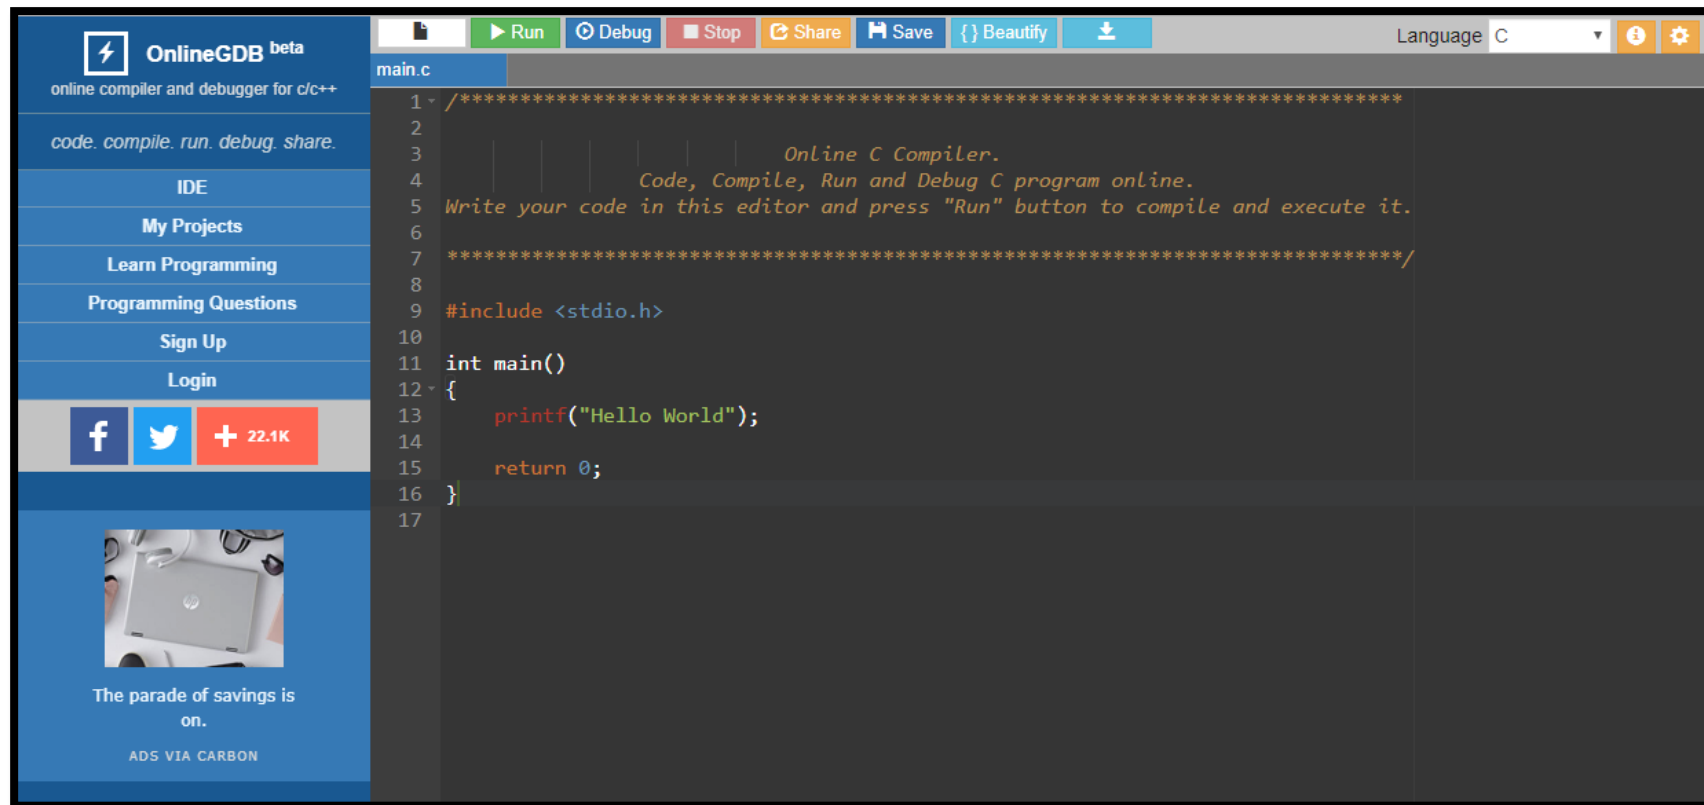 OnlineGDB beta
online compiler and debugger for c/c++
code. compile. run. debug. share.
IDE
My Projects
Learn Programming
Programming Questions
Sign Up
Login
f
+ 22.1K
The parade of savings is
on.
ADS VIA CARBON
Run Debug Stop Share Save {} Beautify Language C
main.c
1 /******************************************************************************
2
3 Online C Compiler.
4 Code, Compile, Run and Debug C program online.
5 Write your code in this editor and press "Run" button to compile and execute it.
6
7 *******************************************************************************/
8
9 #include <stdio.h>
10
11 int main()
12 {
13 printf("Hello World");
14
15 return 0;
16 }
17